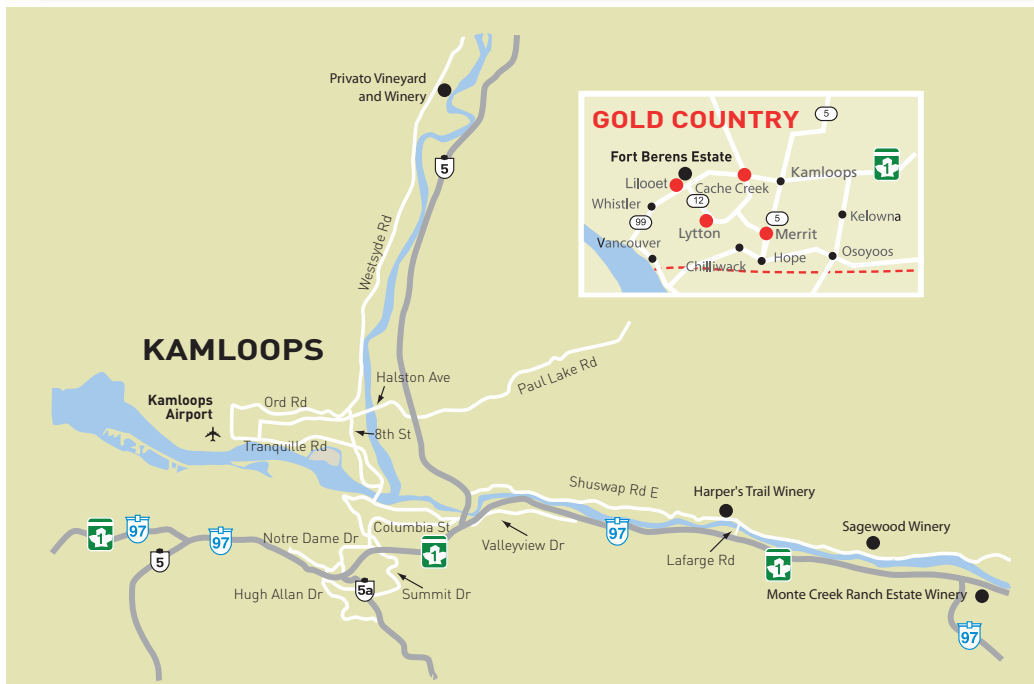 Privato Vineyard
and Winery
5
Westsyde Rd
GOLD COUNTRY
5
Fort Berens Estate
1
Kamloops
Lilooet
Cache Creek
12
Whistler
99
5
Kelowna
Lytton
Merrit
Vancouver
Chilliwack
Hope
Osoyoos
KAMLOOPS
Halston Ave
Paul Lake Rd
Ord Rd
Kamloops
Airport
8th St
Tranquille Rd
Shuswap Rd E
Harper's Trail Winery
Columbia St
1
97
97
97
Sagewood Winery
Notre Dame Dr
1
Valleyview Dr
Lafarge Rd
5
1
5a
Hugh Allan Dr
Summit Dr
Monte Creek Ranch Estate Winery
97